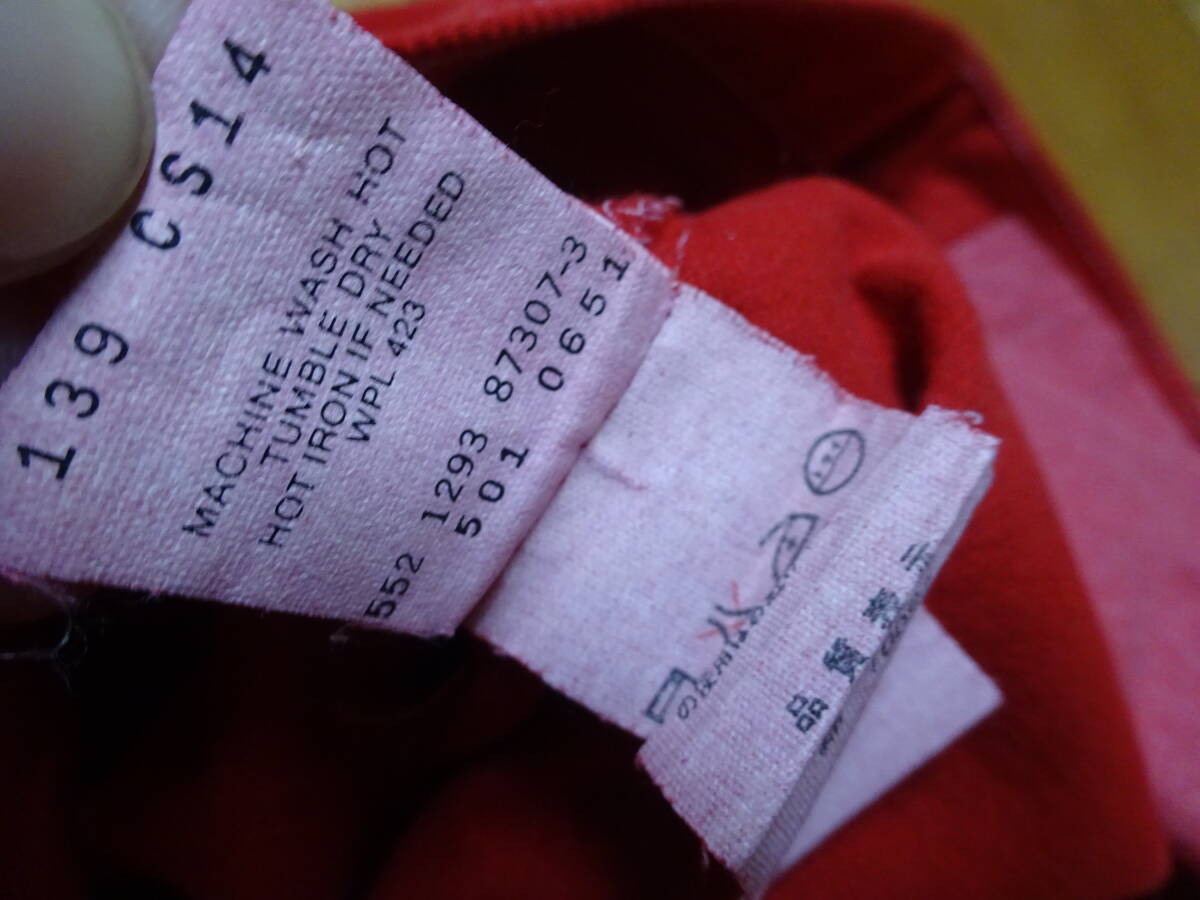 139 CS14
MACHINE WASH HOT
TUMBLE DRY
HOT IRON IF NEEDED
WPL 423
552 1293 87307-3
501 0651
品質表示